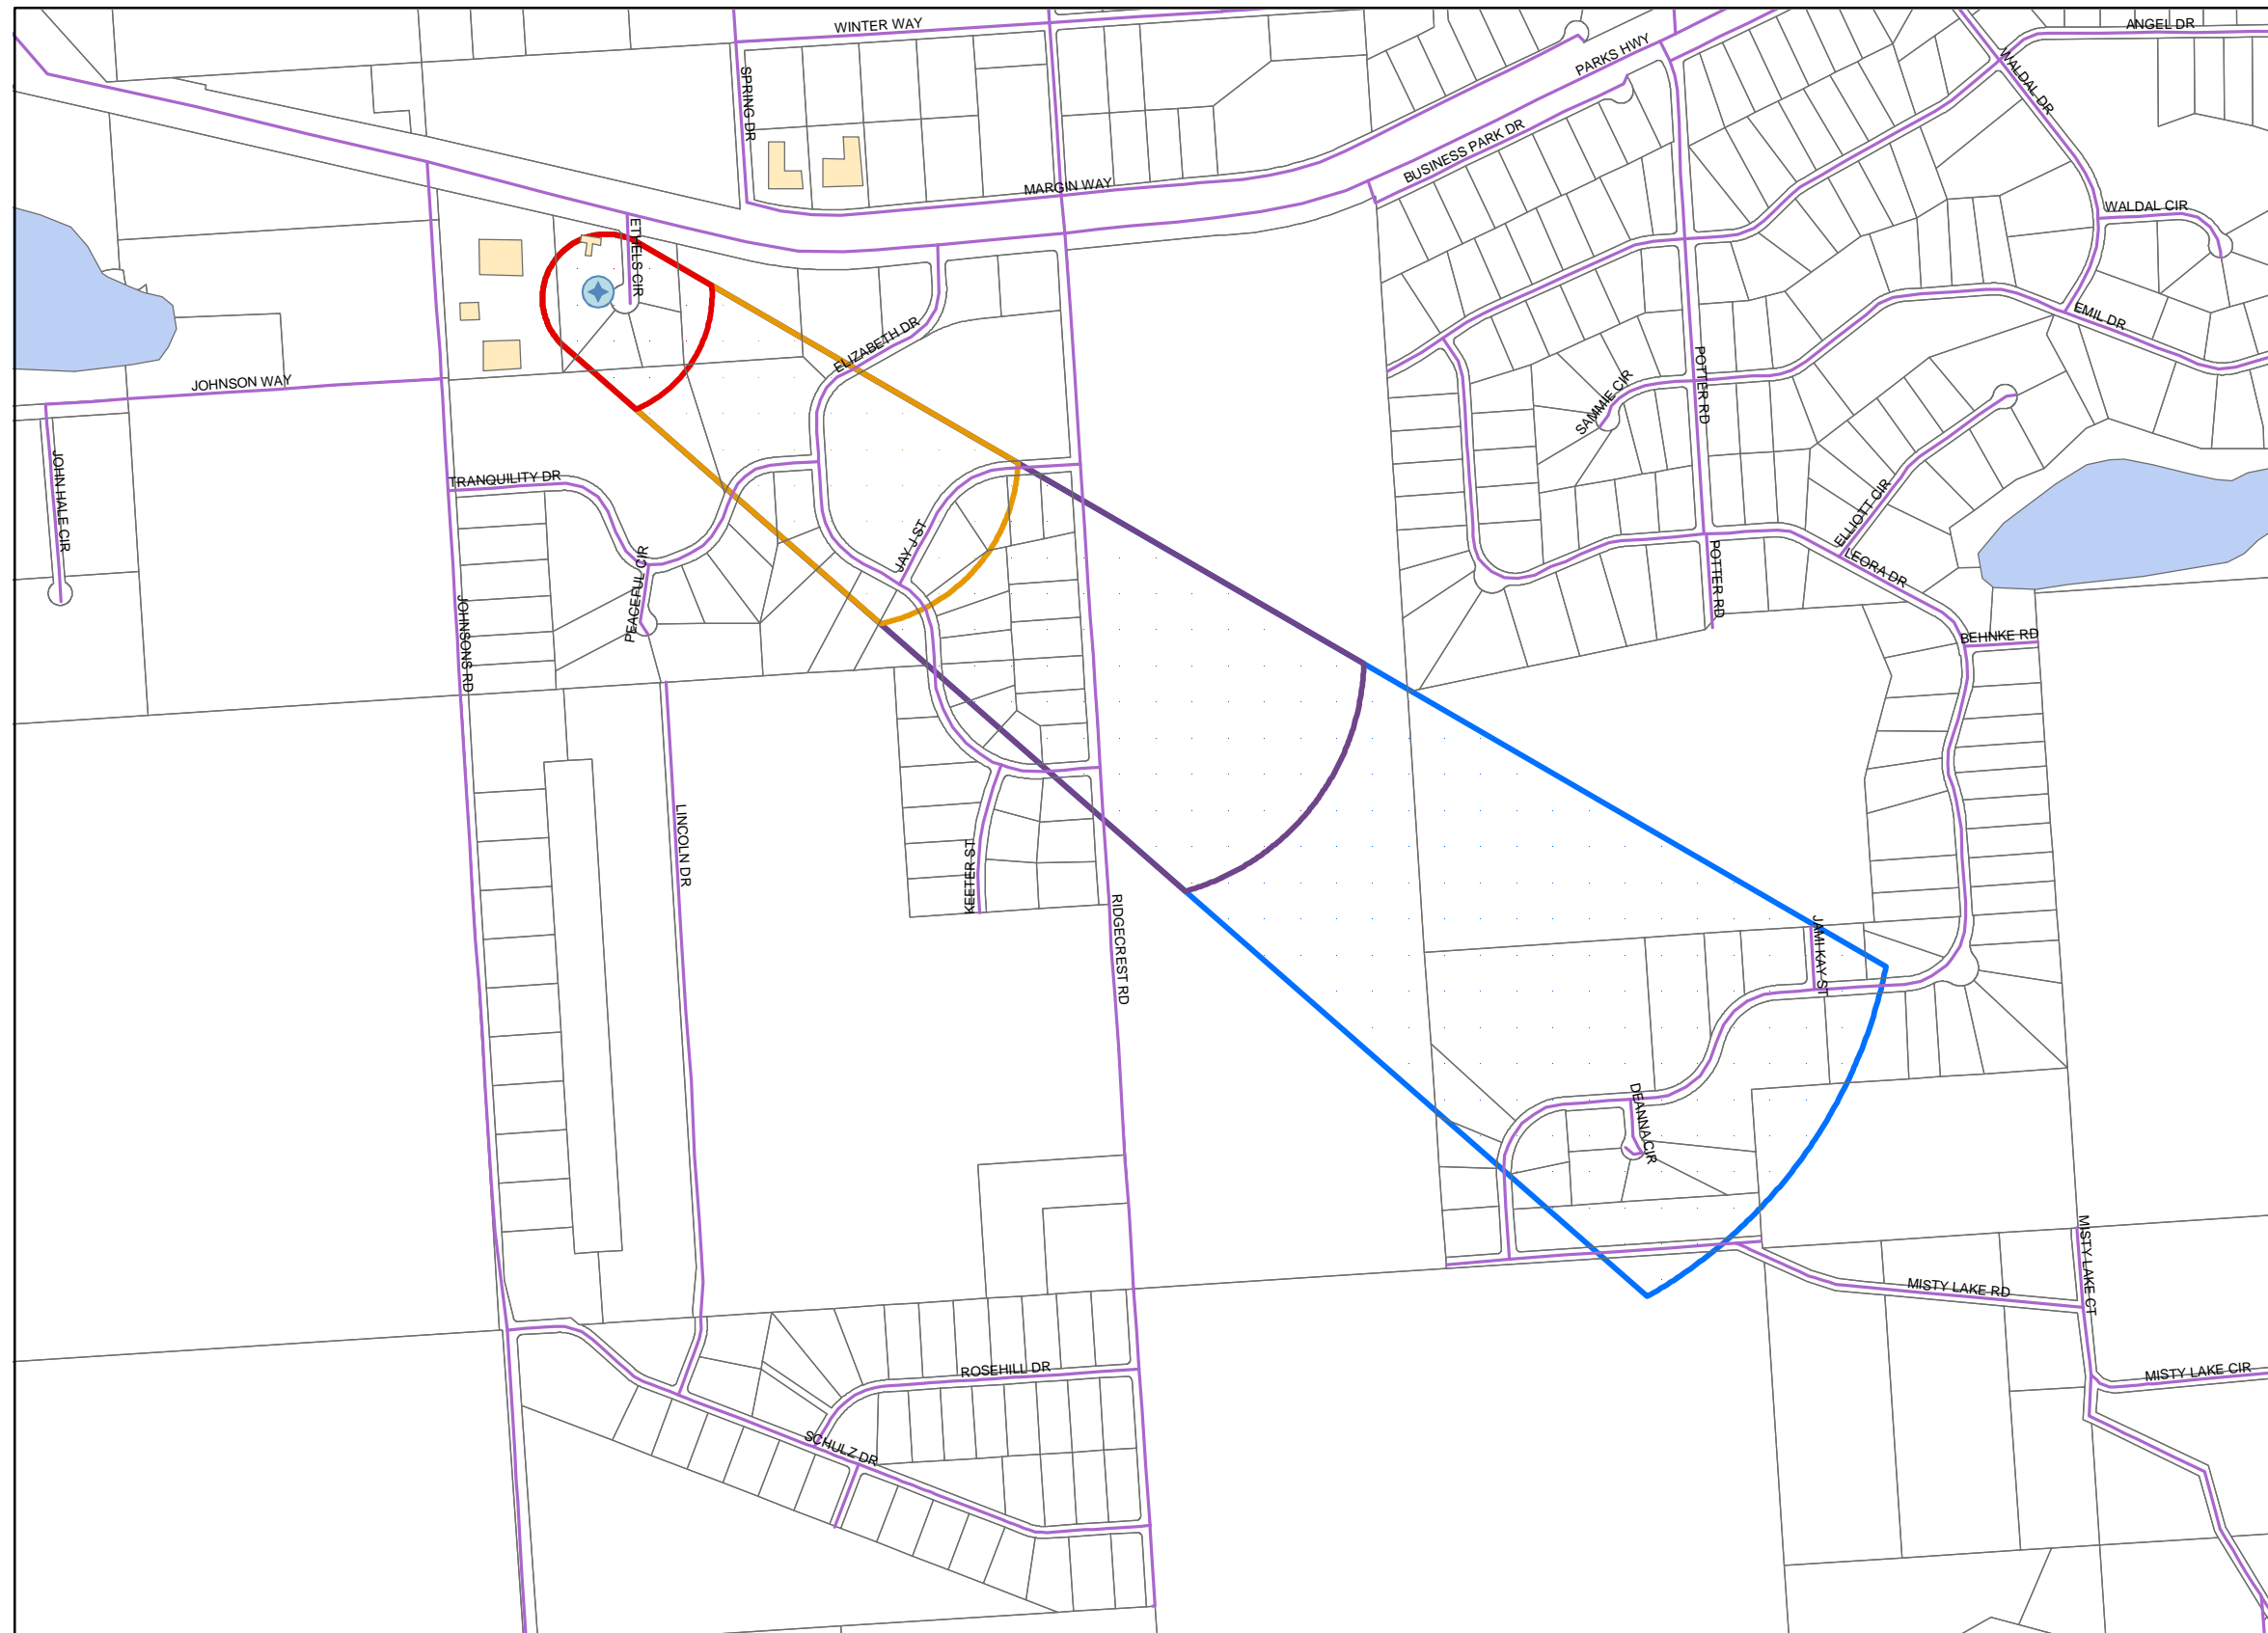 WINTER WAY
ANGEL DR
PARKS HWY
WALDAL DR
SPRING DR
BUSINESS PARK DR
MARGIN WAY
WALDAL CIR
ETHELS CIR
EMIL DR
ELIZABETH DR
JOHNSON WAY
POTTER RD
SAMMIE CIR
JOHN HALE CIR
TRANQUILITY DR
ELLIOTT CIR
JAY J ST
LEORA DR
PEACEFUL CIR
POTTER RD
JOHNSONS RD
BEHNKE RD
LINCOLN DR
KEETER ST
RIDGECREST RD
JAMI KAY ST
DEANNA CIR
MISTY LAKE RD
MISTY LAKE CT
ROSEHILL DR
MISTY LAKE CIR
SCHULZ DR